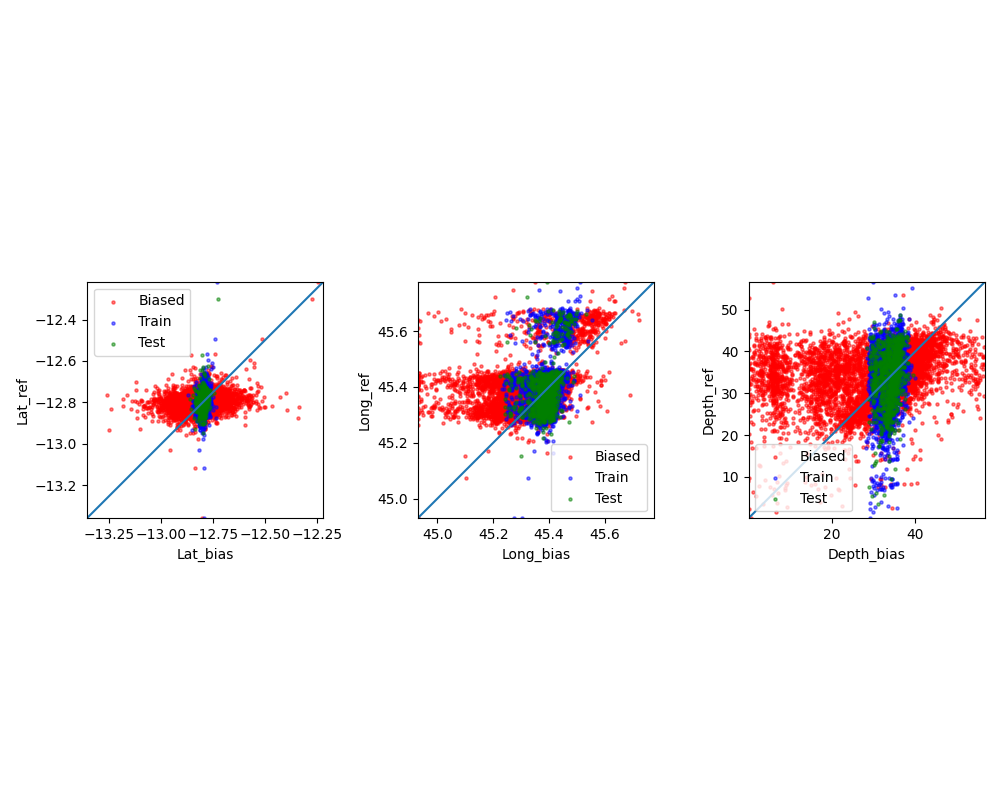 −12.4
−12.6
−12.8
−13.0
−13.2
Lat_ref
Biased
Train
Test
−13.25
−13.00
−12.75
−12.50
−12.25
Lat_bias
45.6
45.4
45.2
45.0
Long_ref
Biased
Train
Test
45.0
45.2
45.4
45.6
Long_bias
50
40
30
20
10
Depth_ref
Biased
Train
Test
20
40
Depth_bias